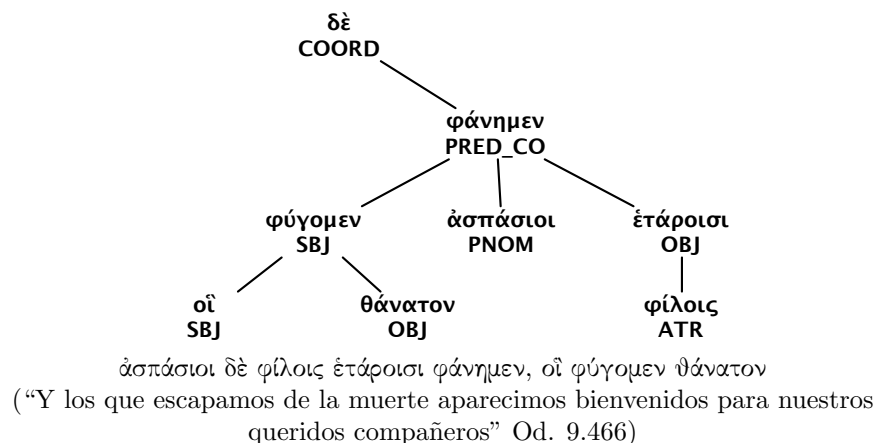 δὲ
COORD
φάνημεν
PRED_CO
φύγομεν ἀσπάσιοι ἑτάροισι
SBJ PNOM OBJ
οἳ θάνατον φίλοις
SBJ OBJ ATR
ἀσπάσιοι δὲ φίλοις ἑτάροισι φάνημεν, οἳ φύγομεν ϑάνατον
(“Y los que escapamos de la muerte aparecimos bienvenidos para nuestros
queridos compañeros” Od. 9.466)